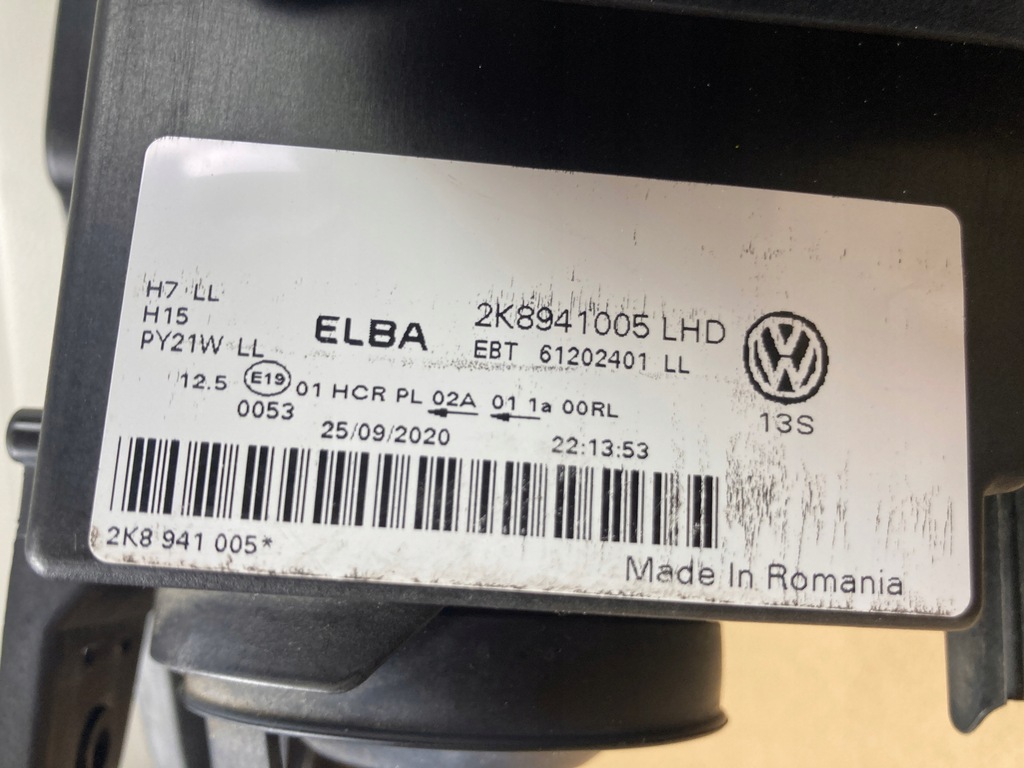 H7 LL
H15
PY21W LL
ELBA
2K8941005 LHD
EBT 61202401 LL
VW
13S
12.5 E19 01 HCR PL 02A 01 1a 00RL
0053
25/09/2020 22:13:53
2K8 941 005*
Made In Romania